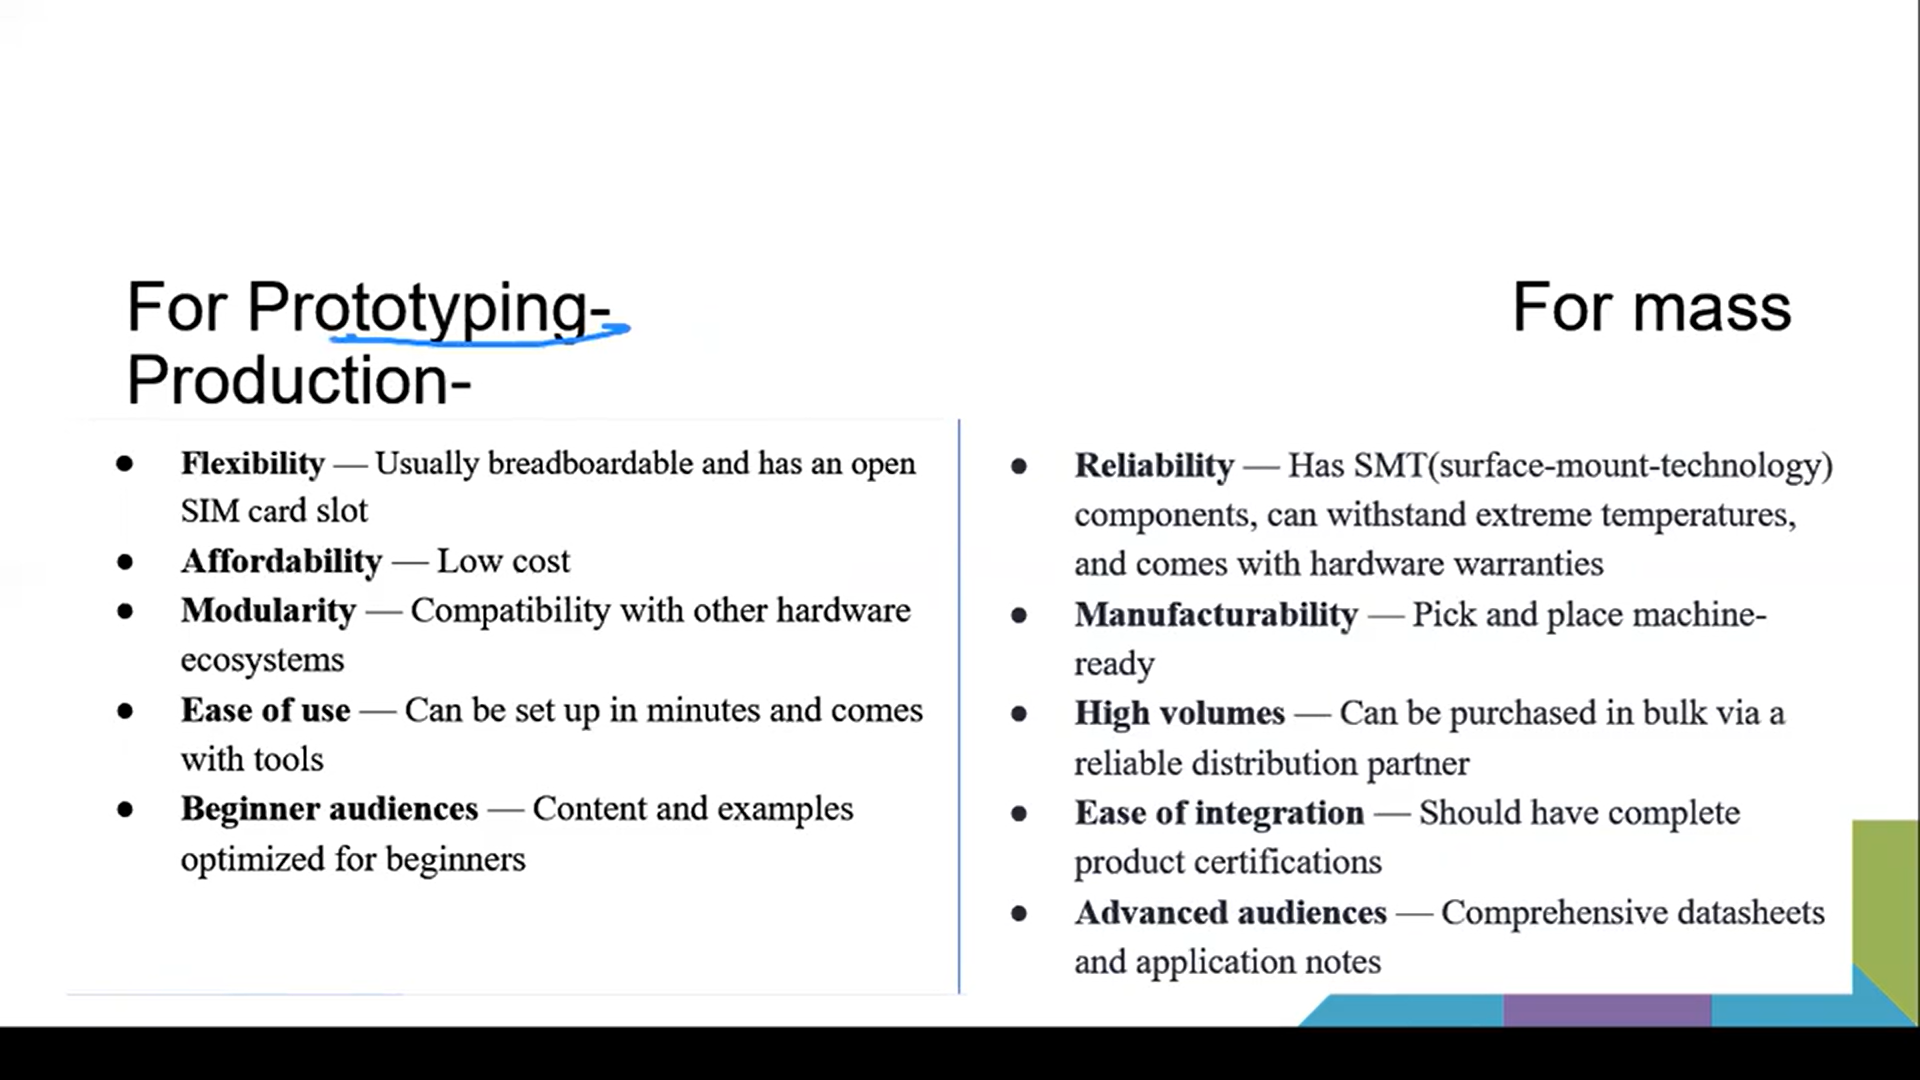 For Prototyping- For mass
Production-
● Flexibility — Usually breadboardable and has an open
SIM card slot
● Affordability — Low cost
● Modularity — Compatibility with other hardware
ecosystems
● Ease of use — Can be set up in minutes and comes
with tools
● Beginner audiences — Content and examples
optimized for beginners
● Reliability — Has SMT(surface-mount-technology)
components, can withstand extreme temperatures,
and comes with hardware warranties
● Manufacturability — Pick and place machine-
ready
● High volumes — Can be purchased in bulk via a
reliable distribution partner
● Ease of integration — Should have complete
product certifications
● Advanced audiences — Comprehensive datasheets
and application notes